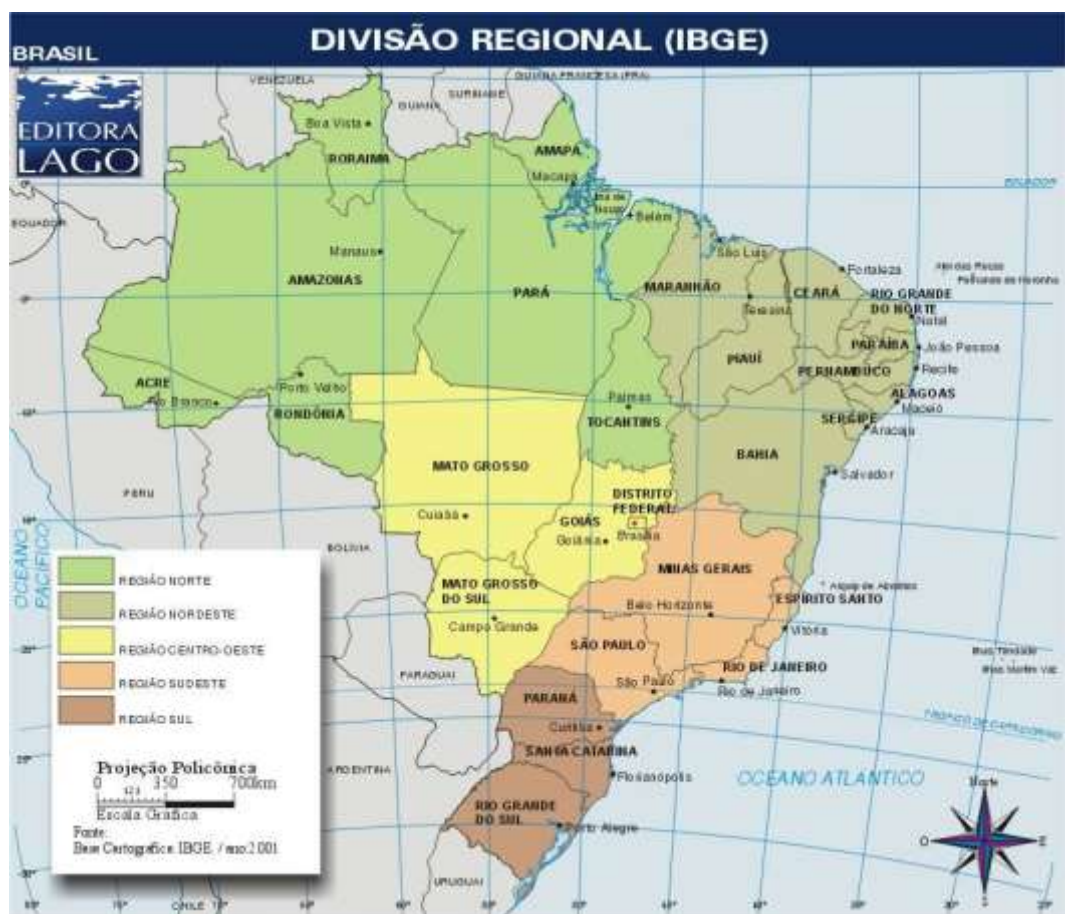 BRASIL
DIVISÃO REGIONAL (IBGE)
EDITORA
LAGO
VENEZUELA
GUIANA
SURINAME
GUIANA FRANCESA (FRA)
Boa Vista
RORAIMA
AMAPÁ
Macapá
EQUADOR
EQUADOR
Belém
Manaus
AMAZONAS
PARÁ
São Luís
MARANHÃO
Teresina
CEARÁ
Fortaleza
RIO GRANDE
DO NORTE
Natal
PARAÍBA
João Pessoa
PIAUÍ
PERNAMBUCO
Recife
ALAGOAS
Maceió
SERGIPE
Aracaja
ACRE
Rio Branco
Porto Velho
RONDÔNIA
Palmas
TOCANTINS
BAHIA
Salvador
MATO GROSSO
Cuiabá
PERU
BOLÍVIA
GOIÁS
Goiânia
DISTRITO
FEDERAL
Brasília
MINAS GERAIS
Belo Horizonte
ESPÍRITO SANTO
Vitória
MATO GROSSO
DO SUL
Campo Grande
SÃO PAULO
São Paulo
RIO DE JANEIRO
Rio de Janeiro
PARAGUAI
PARANÁ
Curitiba
SANTA CATARINA
Florianópolis
ARGENTINA
RIO GRANDE
DO SUL
Porto Alegre
URUGUAI
CHILE
OCEANO
PACÍFICO
OCEANO ATLÂNTICO
TRÓPICO DE CAPRICÓRNIO
REGIÃO NORTE
REGIÃO NORDESTE
REGIÃO CENTRO-OESTE
REGIÃO SUDESTE
REGIÃO SUL
Projeção Policônica
0 350 700km
Escala Gráfica
Fonte:
Base Cartográfica IBGE. / ano:2001
Norte
O
E